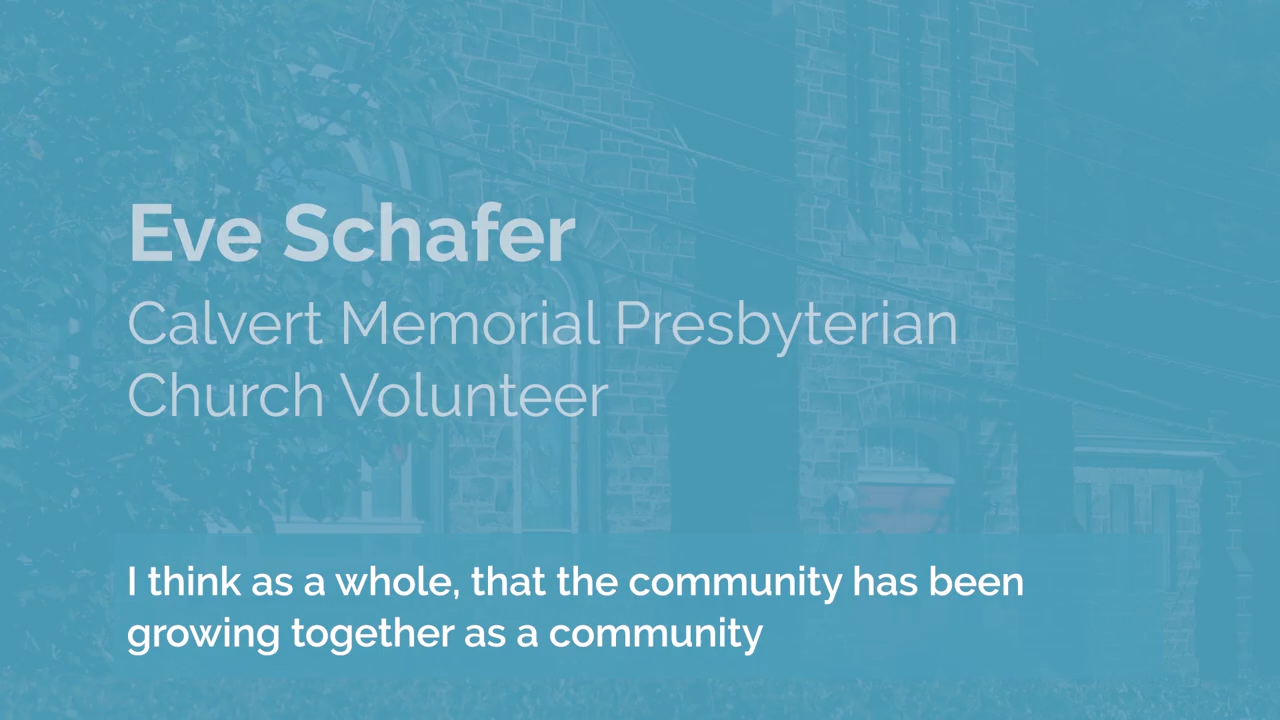 Eve Schafer
Calvert Memorial Presbyterian
Church Volunteer
I think as a whole, that the community has been
growing together as a community